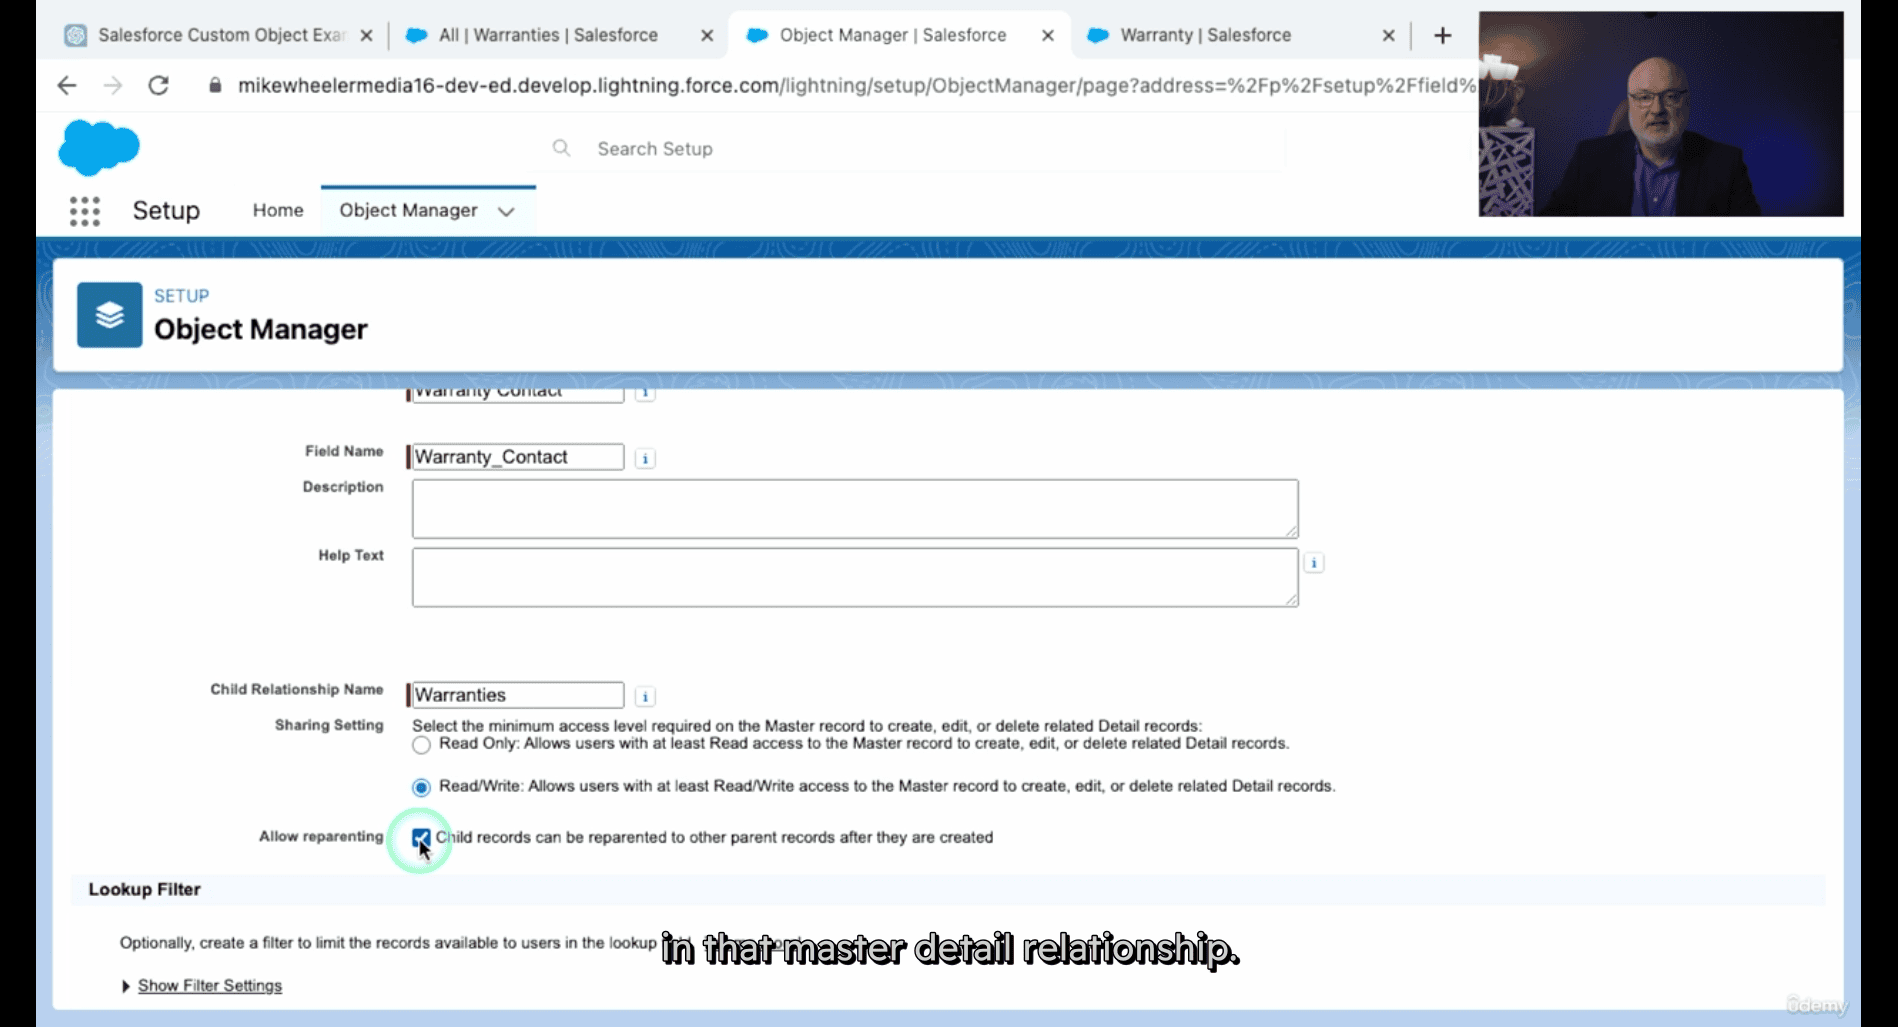 Salesforce Custom Object Exar
All | Warranties | Salesforce
Object Manager | Salesforce
Warranty | Salesforce
mikewheelermedia16-dev-ed.develop.lightning.force.com/lightning/setup/ObjectManager/page?address=%2Fp%2Fsetup%2Ffield%
Search Setup
Setup
Home
Object Manager
SETUP
Object Manager
Warranty Contact
Field Name
Warranty_Contact
Description
Help Text
Child Relationship Name
Warranties
Sharing Setting
Select the minimum access level required on the Master record to create, edit, or delete related Detail records:
Read Only: Allows users with at least Read access to the Master record to create, edit, or delete related Detail records.
Read/Write: Allows users with at least Read/Write access to the Master record to create, edit, or delete related Detail records.
Allow reparenting
Child records can be reparented to other parent records after they are created
Lookup Filter
Optionally, create a filter to limit the records available to users in the lookup
in that master detail relationship.
Show Filter Settings
ûdemy